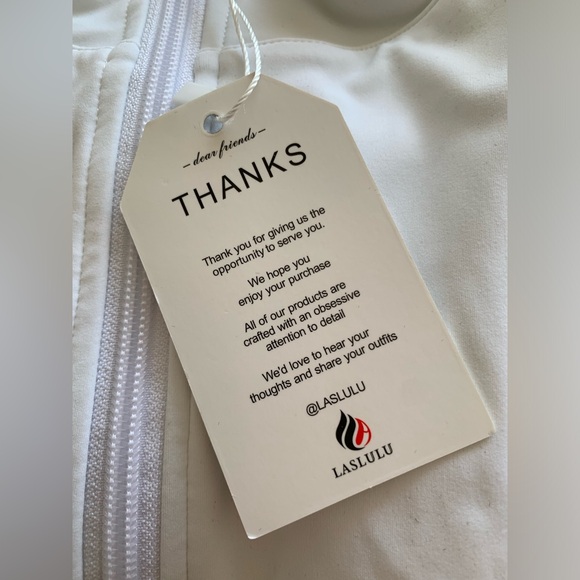 – dear friends –
THANKS
Thank you for giving us the
opportunity to serve you.
We hope you
enjoy your purchase
All of our products are
crafted with an obsessive
attention to detail
We'd love to hear your
thoughts and share your outfits
@LASLULU
LASLULU